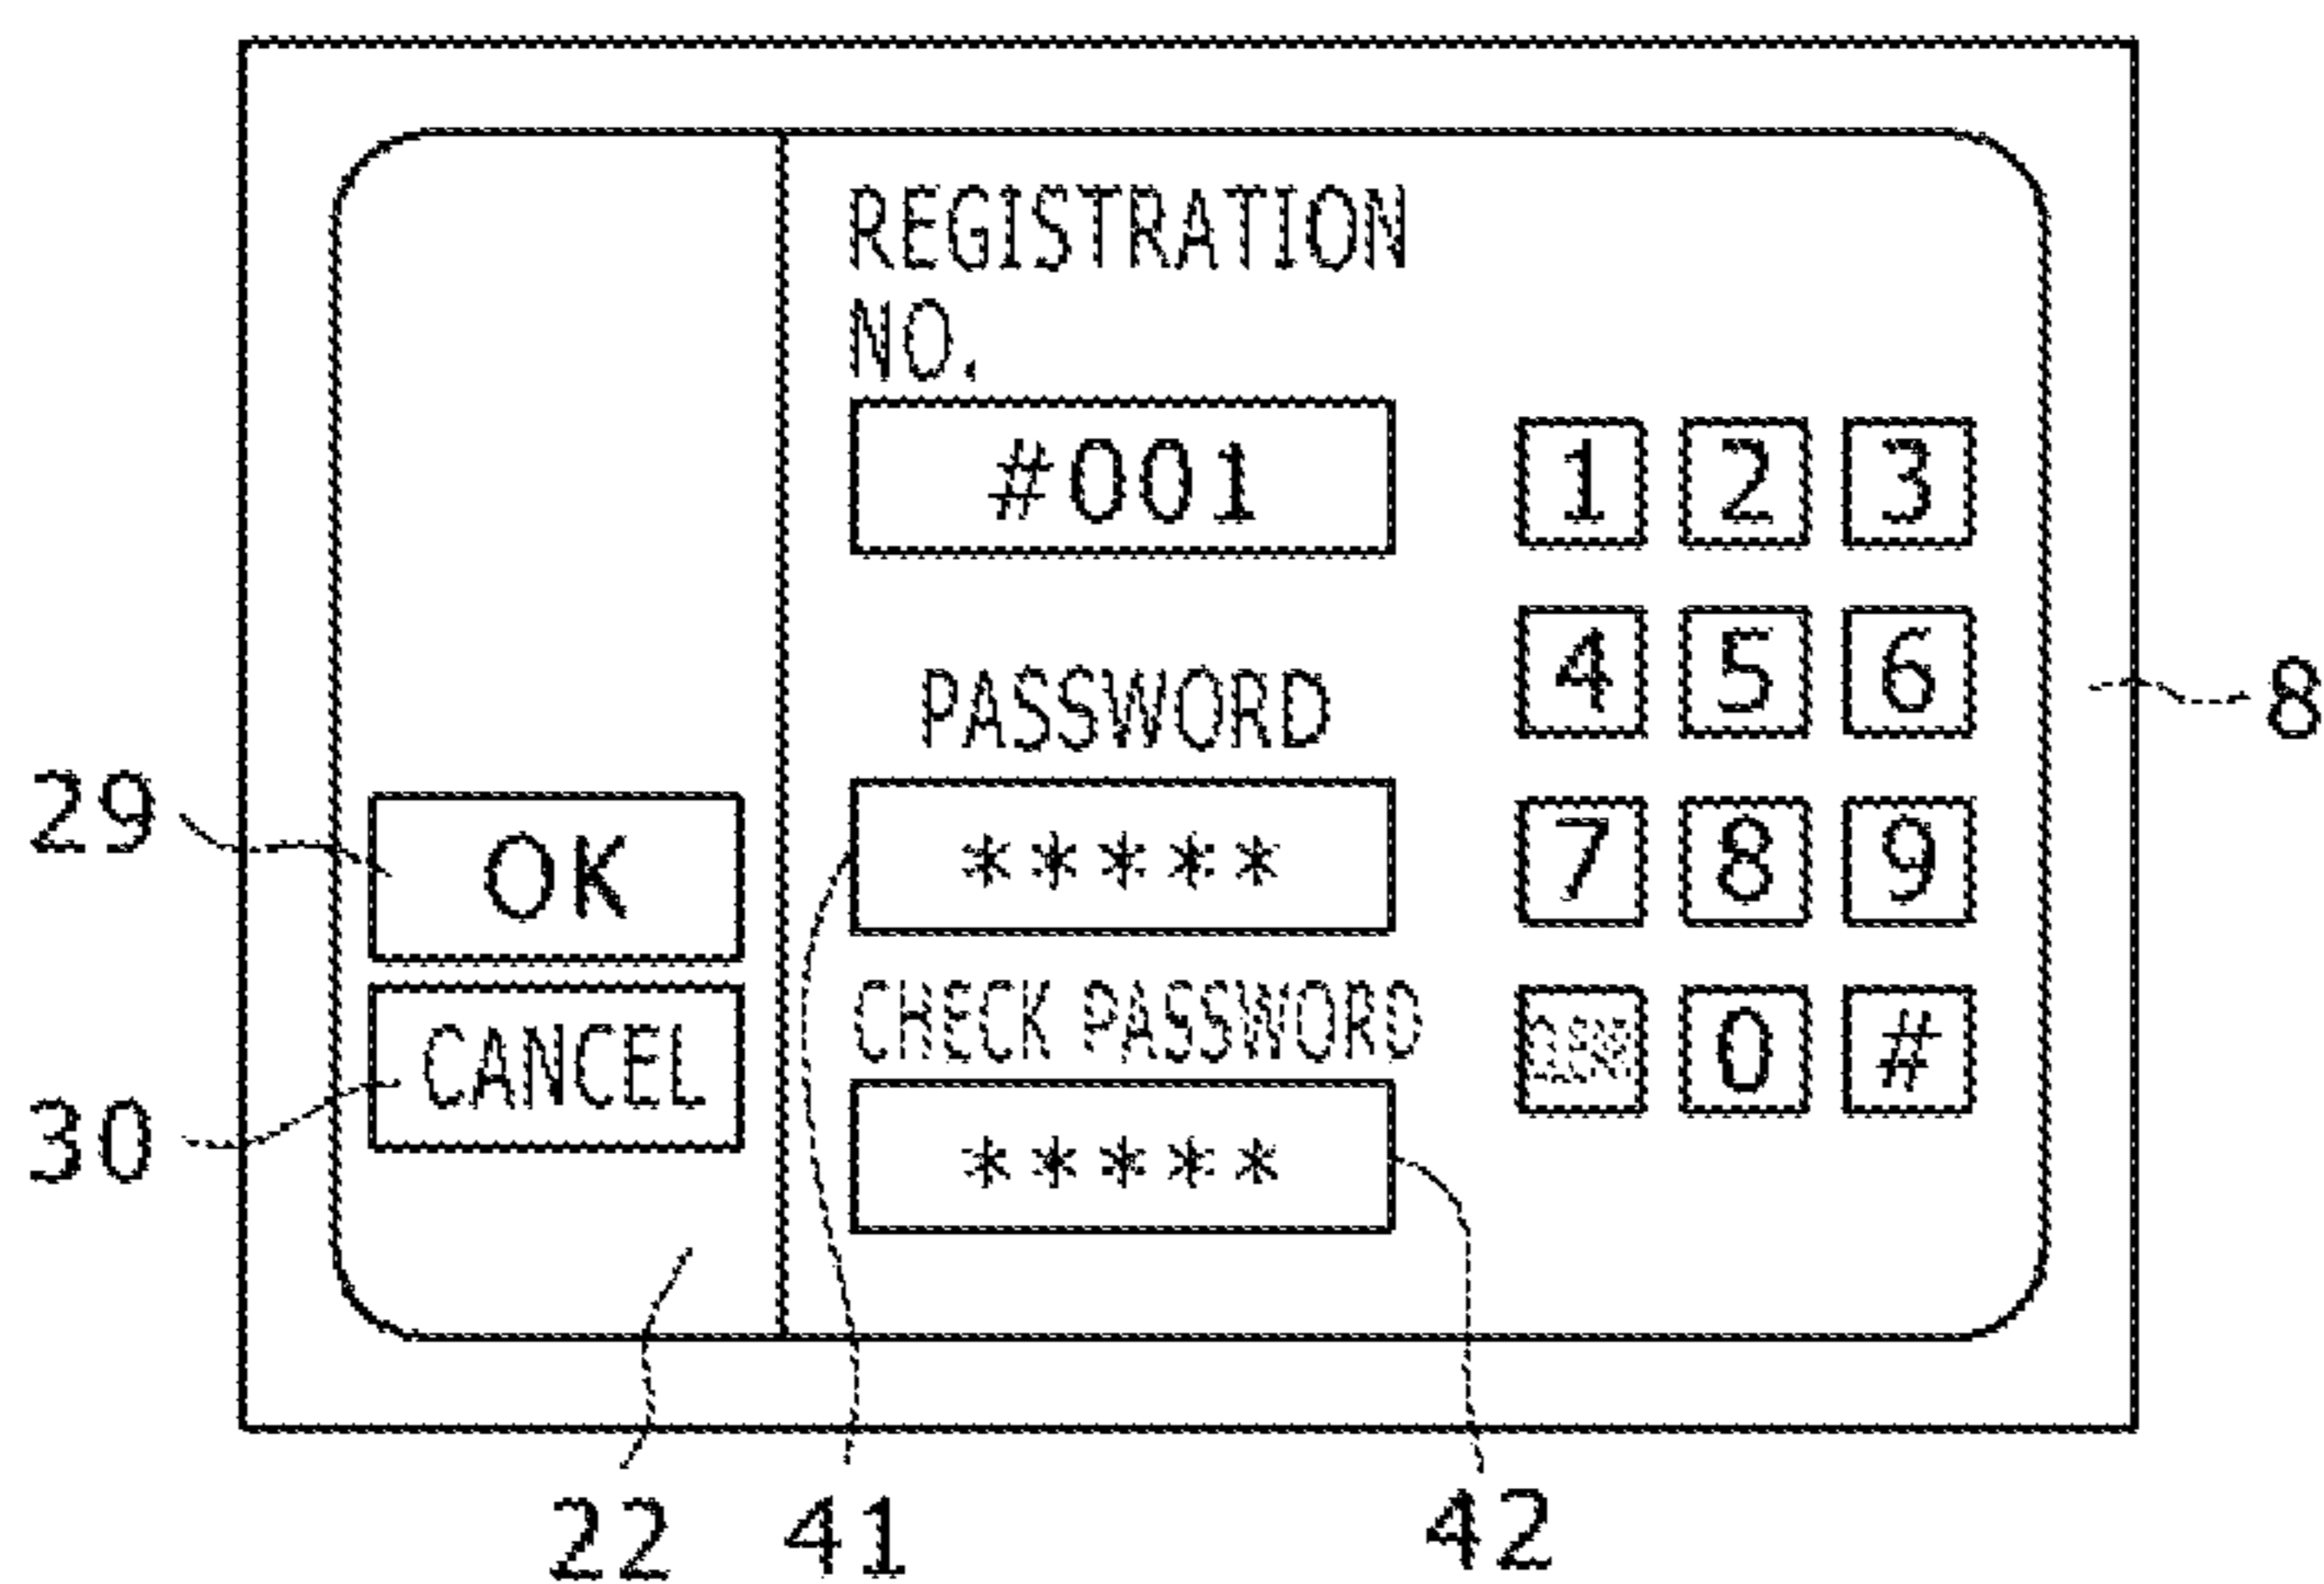 REGISTRATION
NO.
#001
1 2 3
PASSWORD
4 5 6
8
29
OK
*****
7 8 9
CHECK PASSWORD
0 #
30
CANCEL
*****
22
41
42